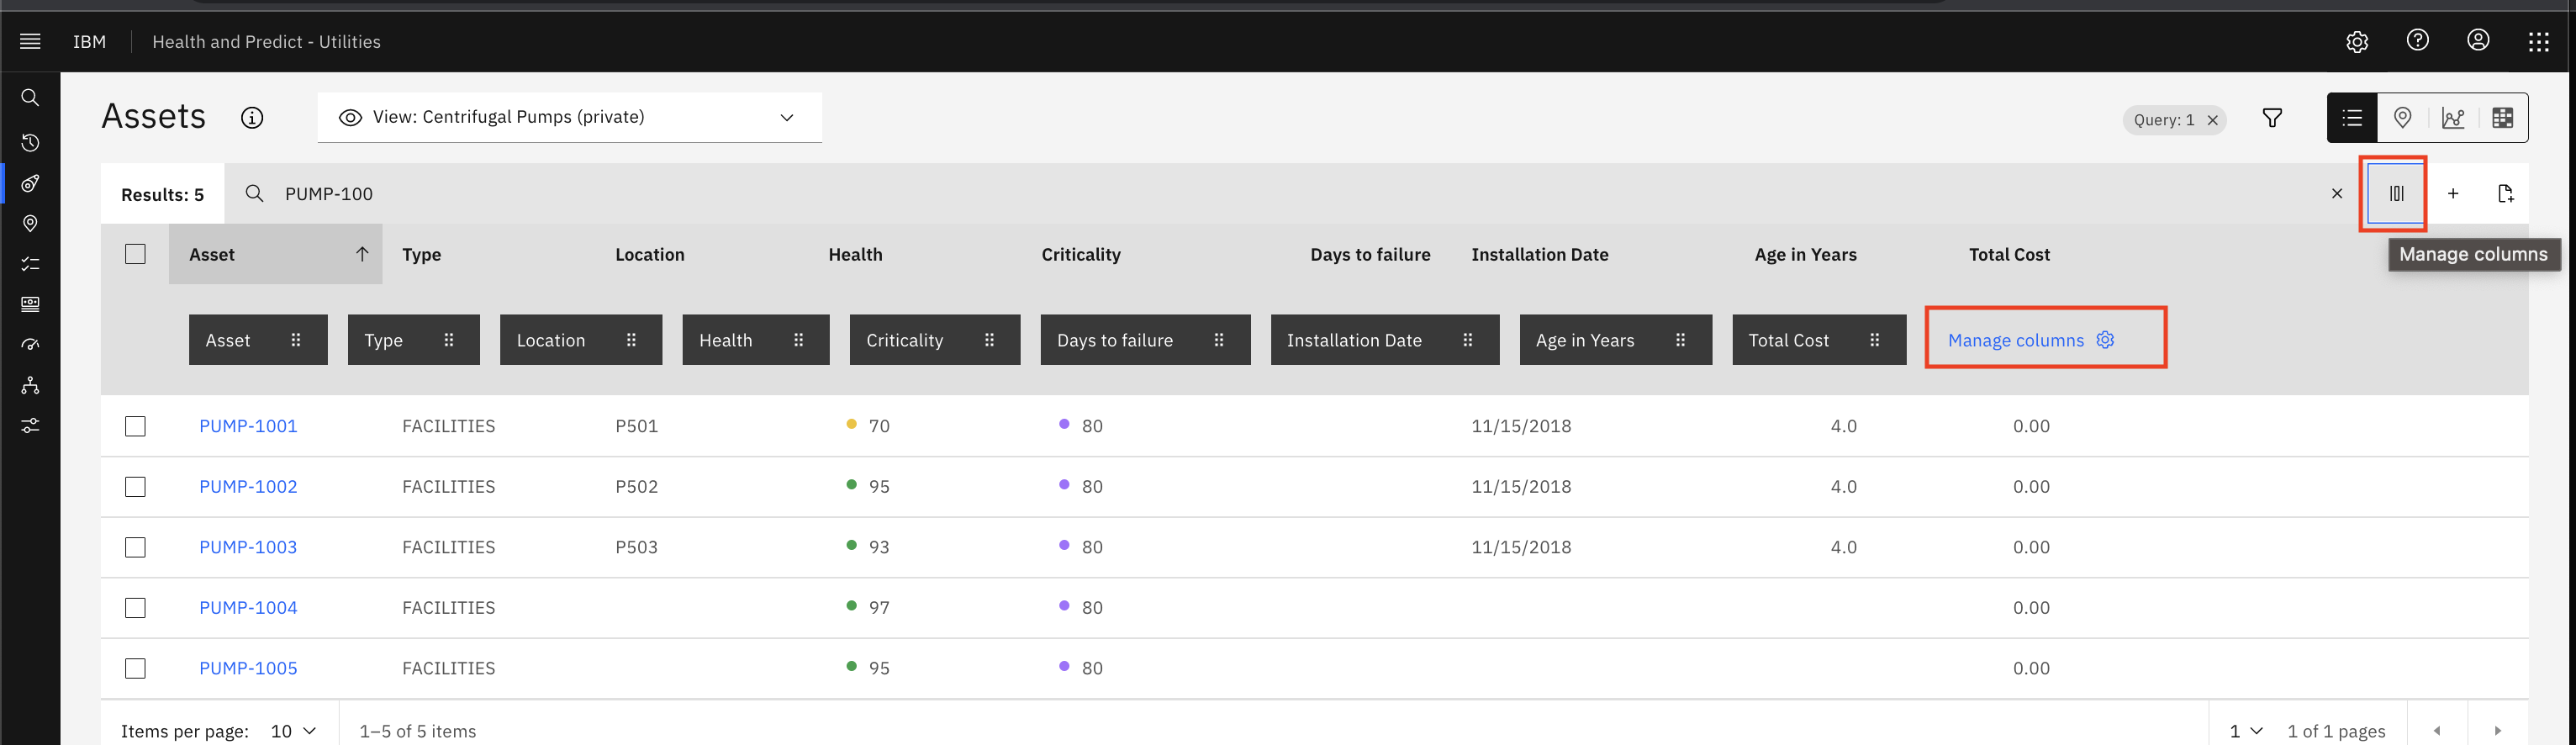 IBM Health and Predict - Utilities
Assets View: Centrifugal Pumps (private) Query: 1
Results: 5 PUMP-100
Asset Type Location Health Criticality Days to failure Installation Date Age in Years Total Cost Manage columns
Asset Type Location Health Criticality Days to failure Installation Date Age in Years Total Cost Manage columns
PUMP-1001 FACILITIES P501 70 80 11/15/2018 4.0 0.00
PUMP-1002 FACILITIES P502 95 80 11/15/2018 4.0 0.00
PUMP-1003 FACILITIES P503 93 80 11/15/2018 4.0 0.00
PUMP-1004 FACILITIES 97 80 0.00
PUMP-1005 FACILITIES 95 80 0.00
Items per page: 10 1–5 of 5 items 1 1 of 1 pages